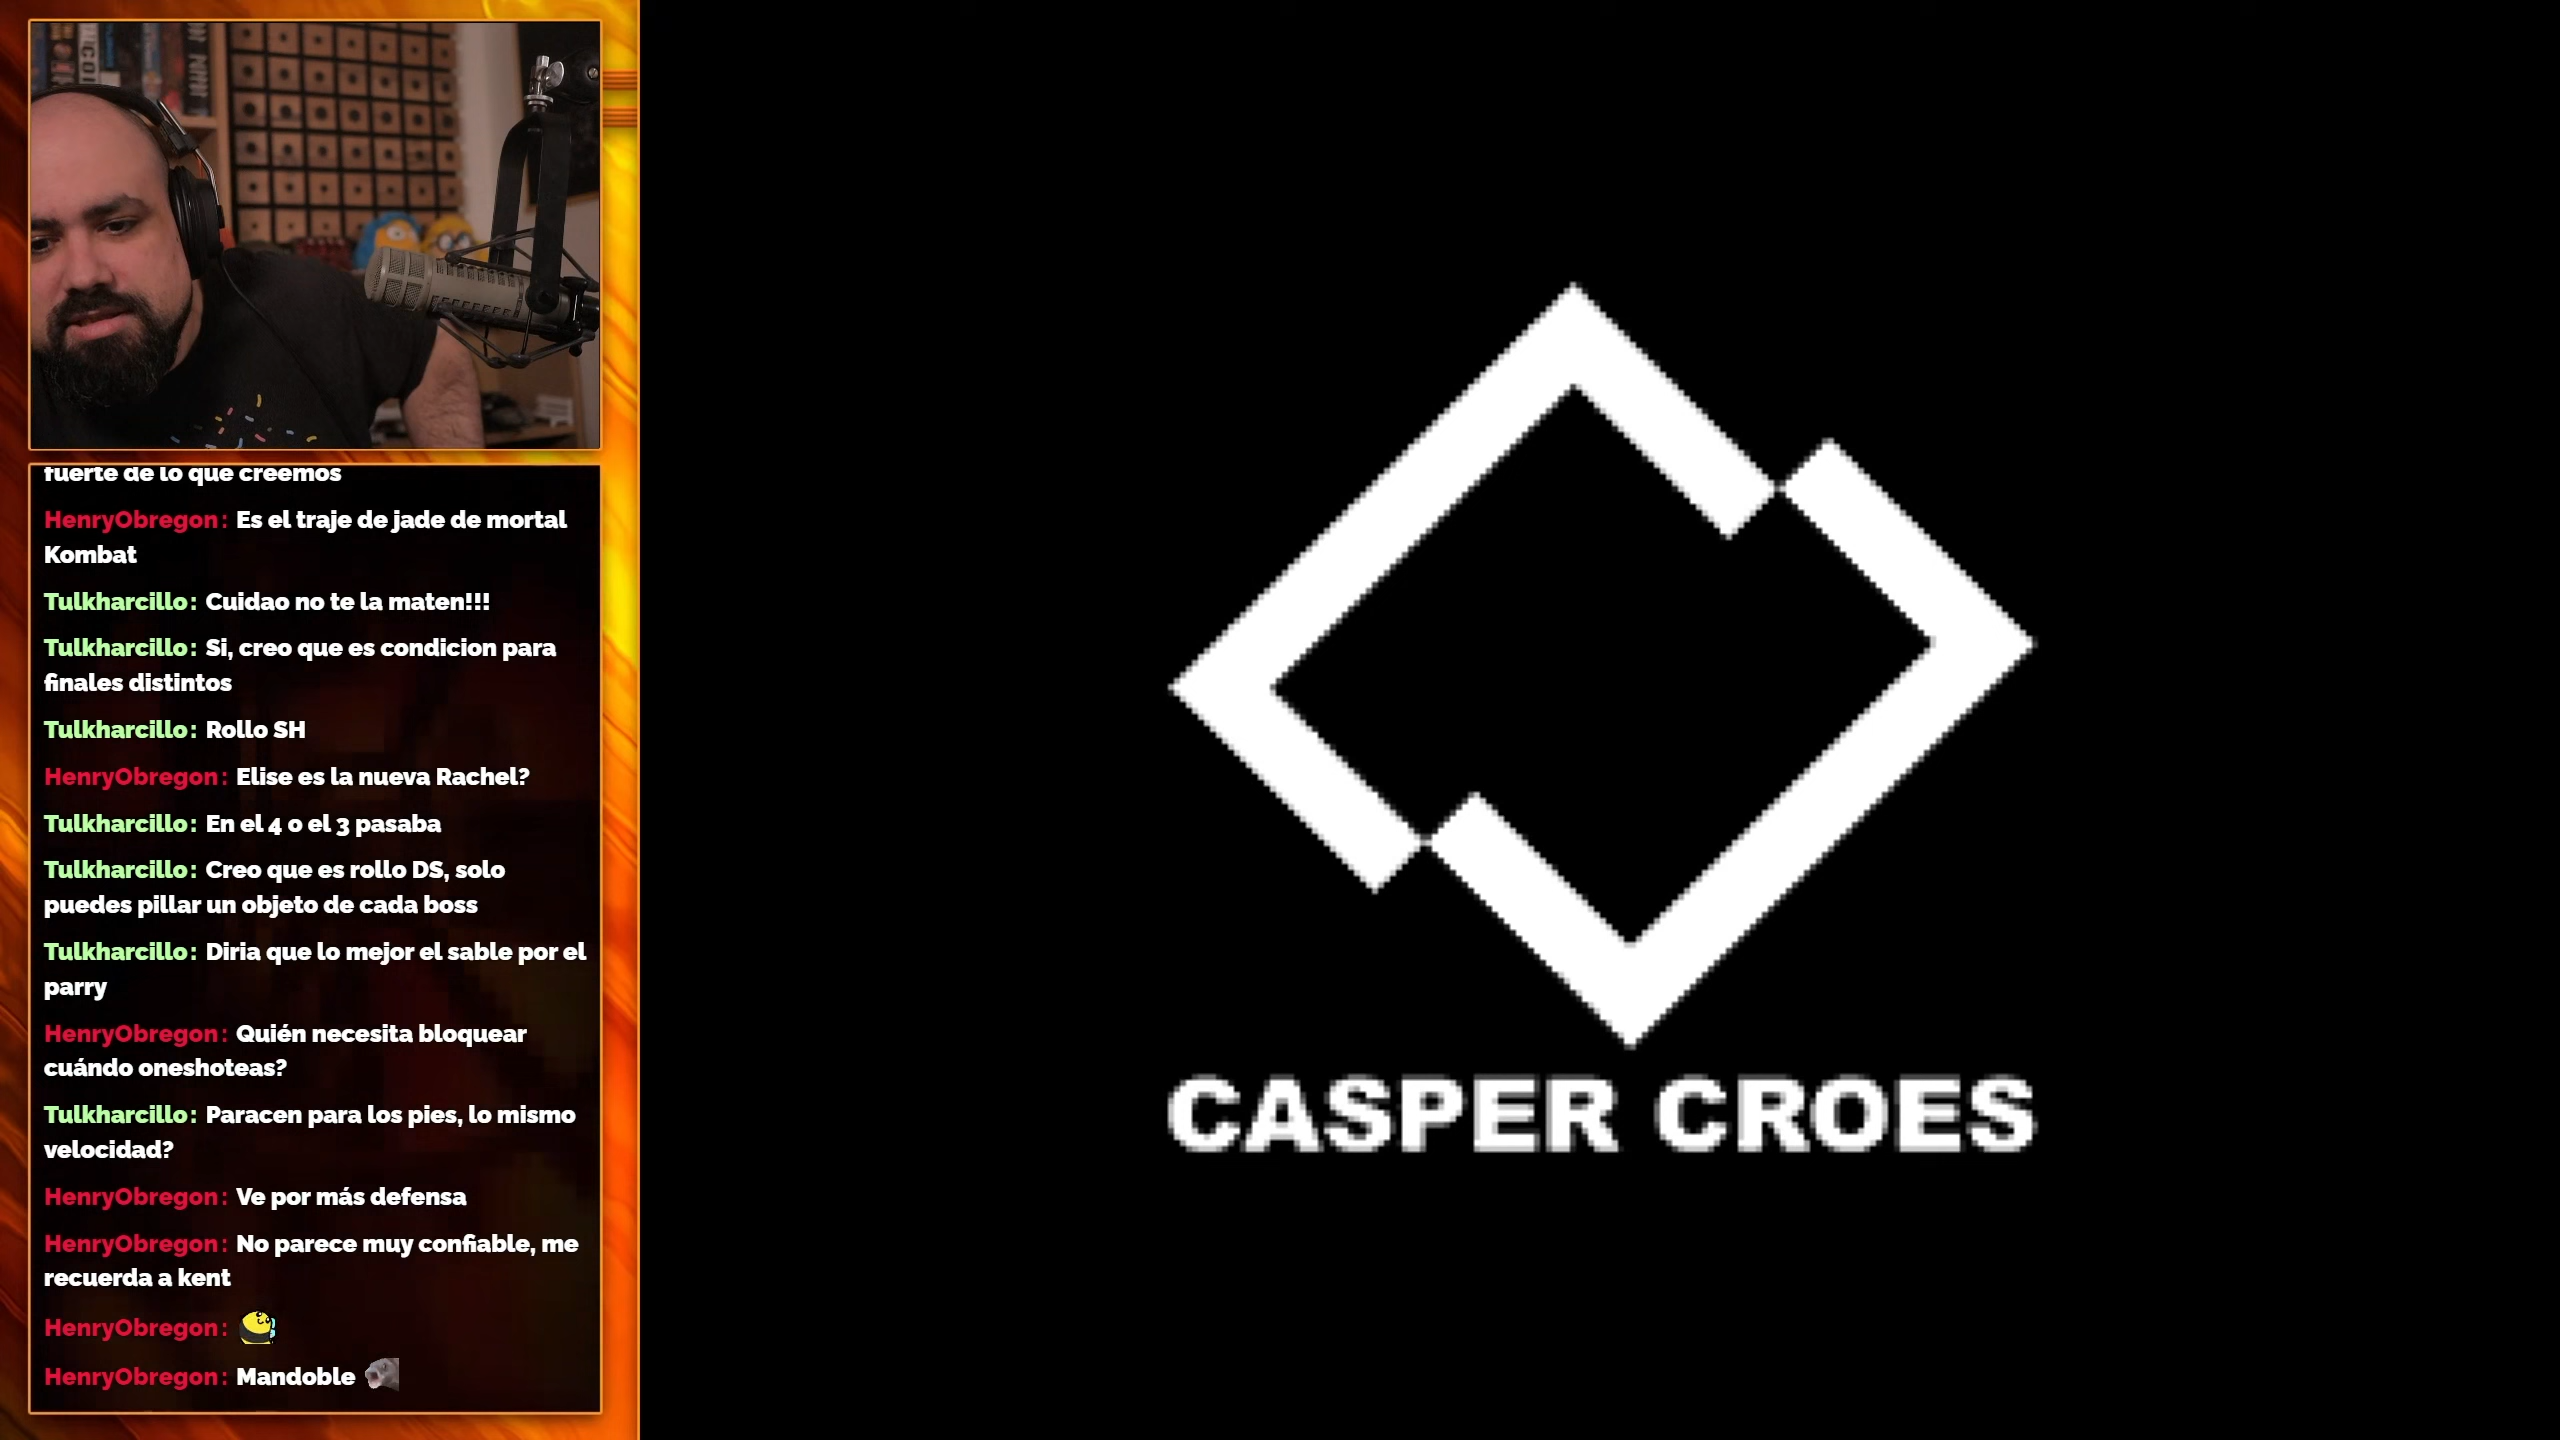 fuerte de lo que creemos
HenryObregon: Es el traje de jade de mortal
Kombat
Tulkharcillo: Cuidao no te la maten!!!
Tulkharcillo: Si, creo que es condicion para
finales distintos
Tulkharcillo: Rollo SH
HenryObregon: Elise es la nueva Rachel?
Tulkharcillo: En el 4 o el 3 pasaba
Tulkharcillo: Creo que es rollo DS, solo
puedes pillar un objeto de cada boss
Tulkharcillo: Diria que lo mejor el sable por el
parry
HenryObregon: Quién necesita bloquear
cuándo oneshoteas?
Tulkharcillo: Paracen para los pies, lo mismo
velocidad?
HenryObregon: Ve por más defensa
HenryObregon: No parece muy confiable, me
recuerda a kent
HenryObregon:
HenryObregon: Mandoble
CASPER CROES